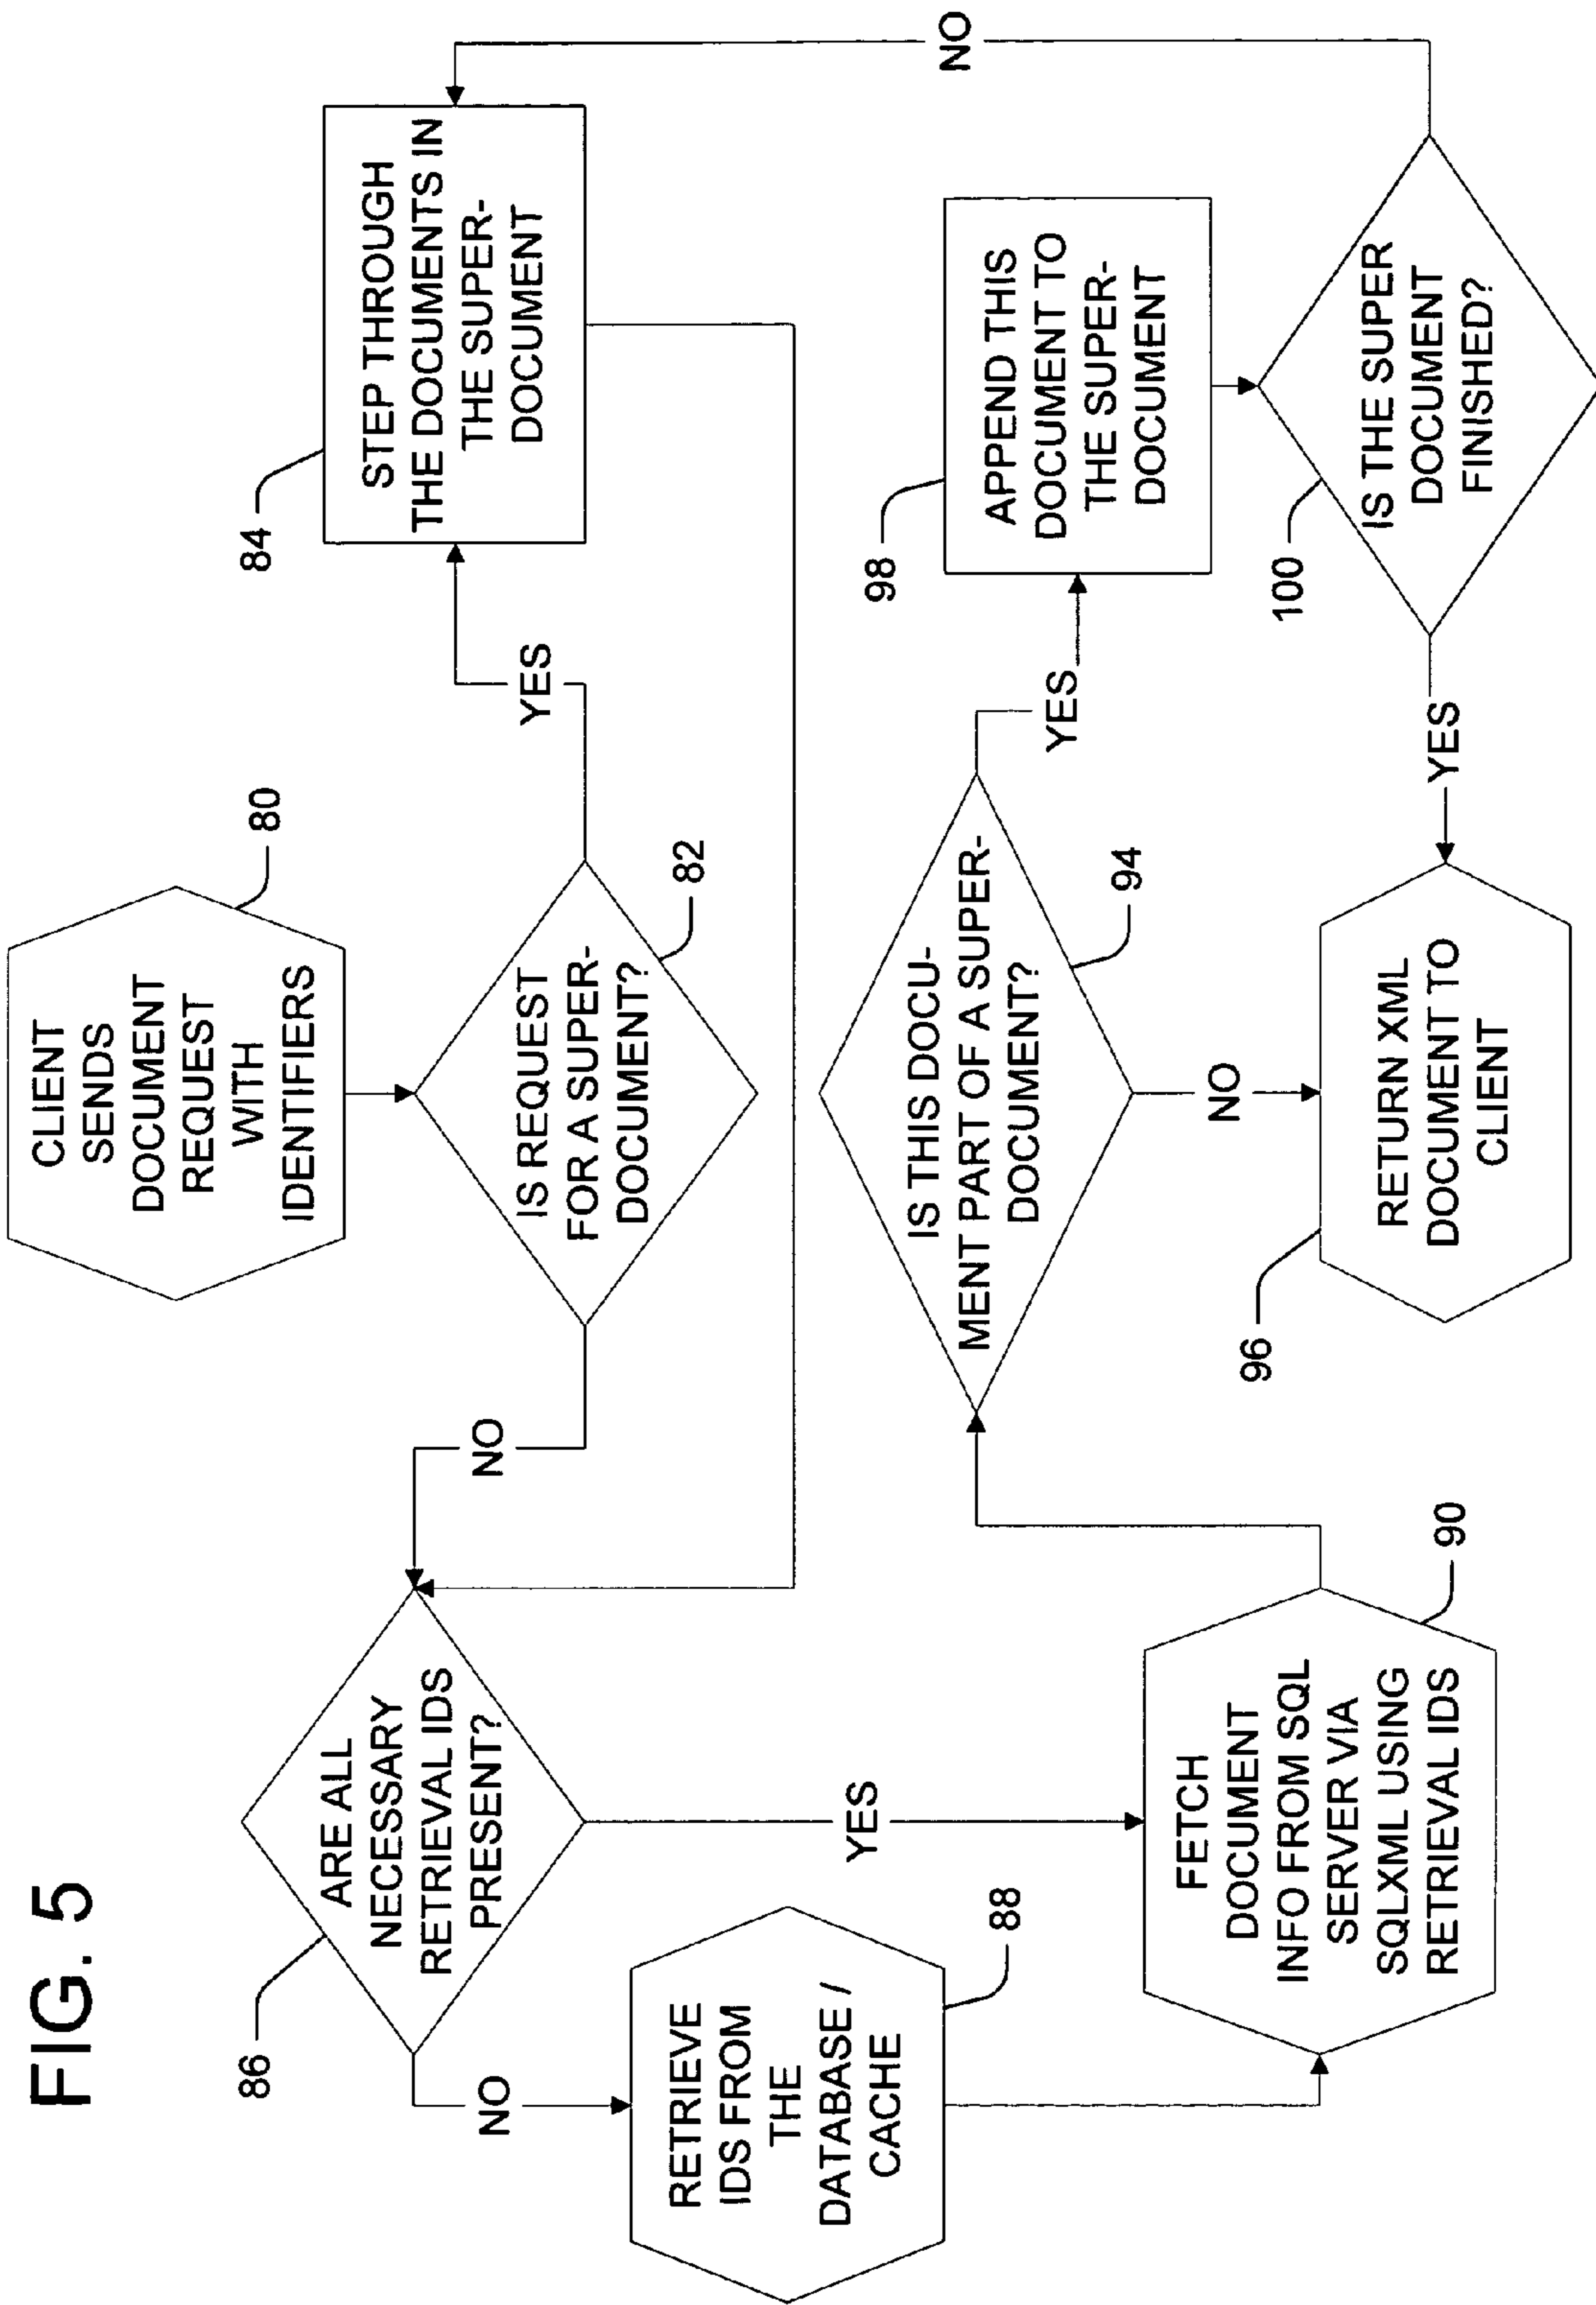 FIG. 5
CLIENT
SENDS
DOCUMENT
REQUEST
WITH
IDENTIFIERS
80
IS REQUEST
FOR A SUPER-
DOCUMENT?
82
YES
NO
84
STEP THROUGH
THE DOCUMENTS IN
THE SUPER-
DOCUMENT
86
ARE ALL
NECESSARY
RETRIEVAL IDS
PRESENT?
NO
YES
RETRIEVE
IDS FROM
THE
DATABASE /
CACHE
88
FETCH
DOCUMENT
INFO FROM SQL
SERVER VIA
SQLXML USING
RETRIEVAL IDS
90
IS THIS DOCU-
MENT PART OF A SUPER-
DOCUMENT?
94
YES
NO
96
RETURN XML
DOCUMENT TO
CLIENT
98
APPEND THIS
DOCUMENT TO
THE SUPER-
DOCUMENT
100
IS THE SUPER
DOCUMENT
FINISHED?
YES
NO